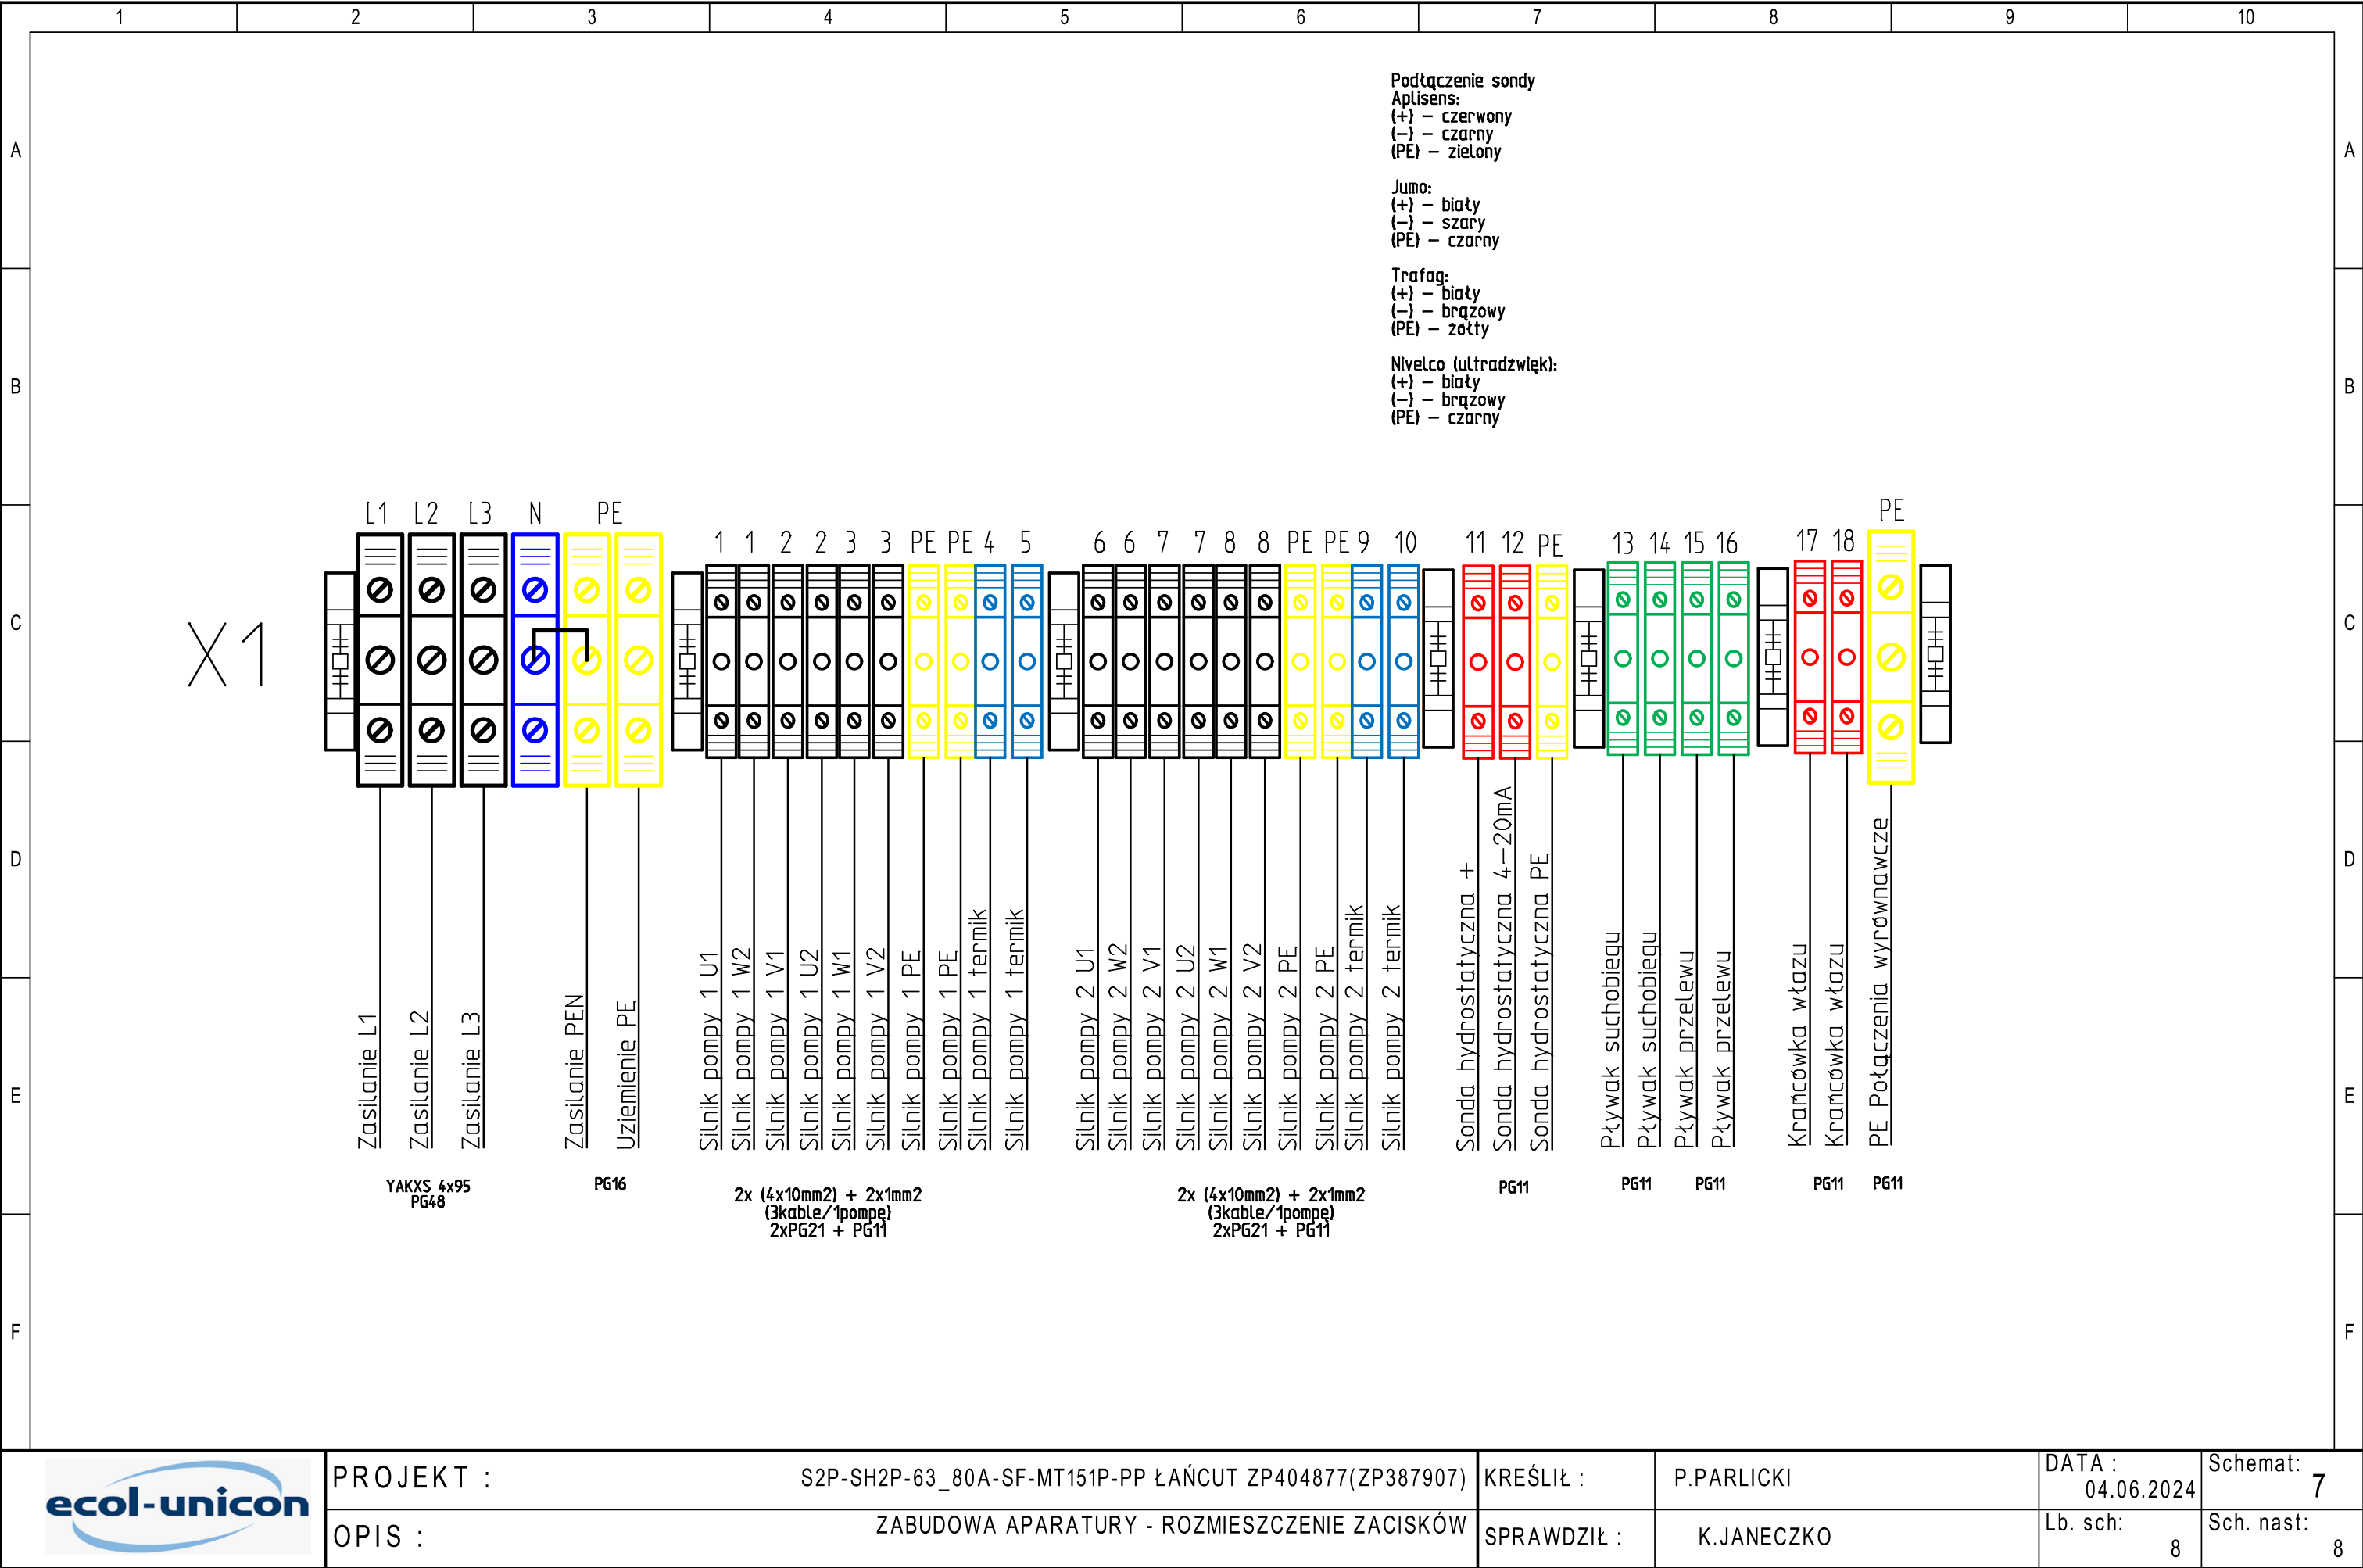 1 2 3 4 5 6 7 8 9 10
A A
B B
C C
D D
E E
F F
Podłączenie sondy
Aplisens:
(+) – czerwony
(–) – czarny
(PE) – zielony
Jumo:
(+) – biały
(–) – szary
(PE) – czarny
Trafag:
(+) – biały
(–) – brązowy
(PE) – żółty
Nivelco (ultradźwięk):
(+) – biały
(–) – brązowy
(PE) – czarny
X1
L1 L2 L3 N PE
1 1 2 2 3 3 PE PE 4 5
6 6 7 7 8 8 PE PE 9 10
11 12 PE
13 14 15 16
17 18 PE
Zasilanie L1
Zasilanie L2
Zasilanie L3
Zasilanie PEN
Uziemienie PE
Silnik pompy 1 U1
Silnik pompy 1 W2
Silnik pompy 1 V1
Silnik pompy 1 U2
Silnik pompy 1 W1
Silnik pompy 1 V2
Silnik pompy 1 PE
Silnik pompy 1 PE
Silnik pompy 1 termik
Silnik pompy 1 termik
Silnik pompy 2 U1
Silnik pompy 2 W2
Silnik pompy 2 V1
Silnik pompy 2 U2
Silnik pompy 2 W1
Silnik pompy 2 V2
Silnik pompy 2 PE
Silnik pompy 2 PE
Silnik pompy 2 termik
Silnik pompy 2 termik
Sonda hydrostatyczna +
Sonda hydrostatyczna 4–20mA
Sonda hydrostatyczna PE
Pływak suchobiegu
Pływak suchobiegu
Pływak przelewu
Pływak przelewu
Krańcówka włazu
Krańcówka włazu
PE Połączenia wyrównawcze
YAKXS 4x95
PG48
PG16
2x (4x10mm2) + 2x1mm2
(3kable/1pompę)
2xPG21 + PG11
2x (4x10mm2) + 2x1mm2
(3kable/1pompę)
2xPG21 + PG11
PG11
PG11
PG11
PG11
PG11
ecol-unicon
PROJEKT :
S2P-SH2P-63_80A-SF-MT151P-PP ŁAŃCUT ZP404877(ZP387907)
OPIS :
ZABUDOWA APARATURY - ROZMIESZCZENIE ZACISKÓW
KREŚLIŁ :
P.PARLICKI
SPRAWDZIŁ :
K.JANECZKO
DATA :
04.06.2024
Schemat:
7
Lb. sch:
8
Sch. nast:
8